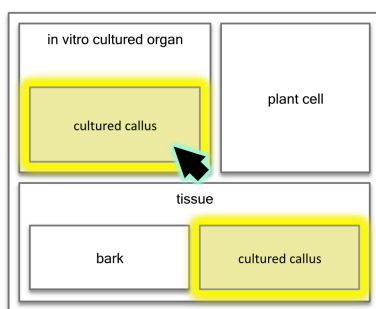 in vitro cultured organ
cultured callus
plant cell
tissue
bark
cultured callus